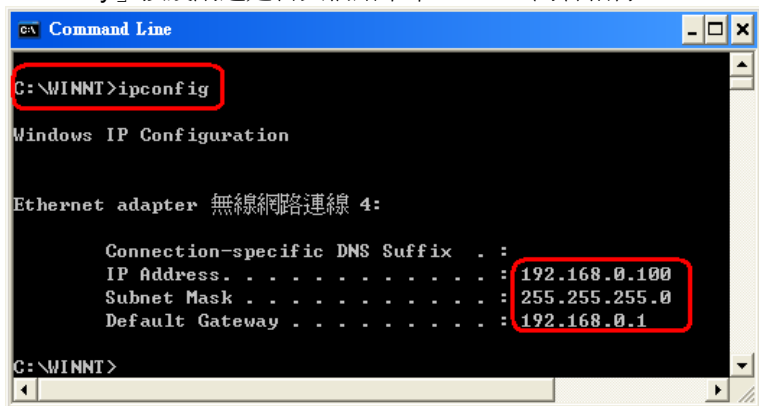 Command Line
C:\WINNT>ipconfig
Windows IP Configuration
Ethernet adapter 無線網路連線 4:
Connection-specific DNS Suffix . :
IP Address. . . . . . . . . . . . : 192.168.0.100
Subnet Mask . . . . . . . . . . . : 255.255.255.0
Default Gateway . . . . . . . . . : 192.168.0.1
C:\WINNT>